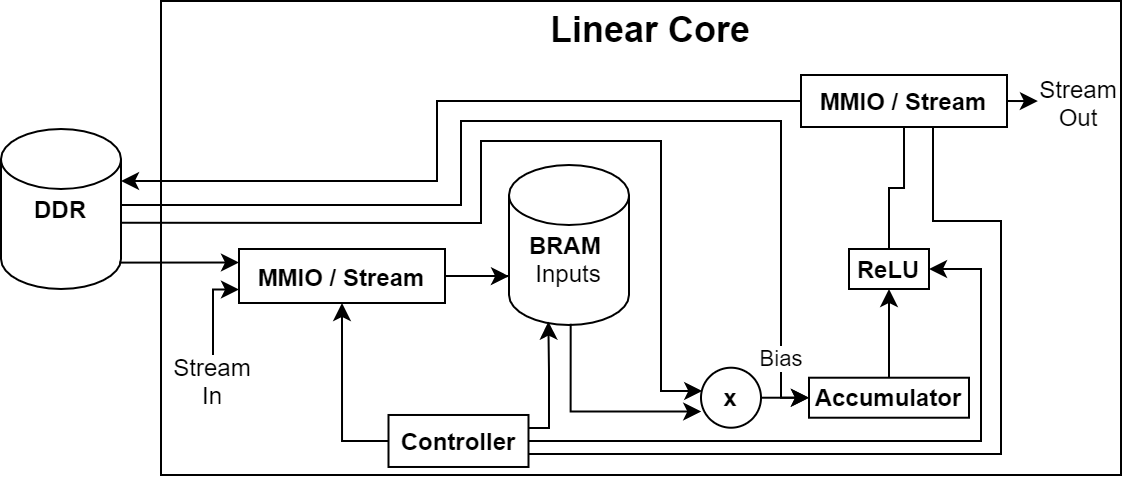 Linear Core
MMIO / Stream
Stream
Out
DDR
BRAM
Inputs
MMIO / Stream
ReLU
Stream
In
Bias
x
Accumulator
Controller